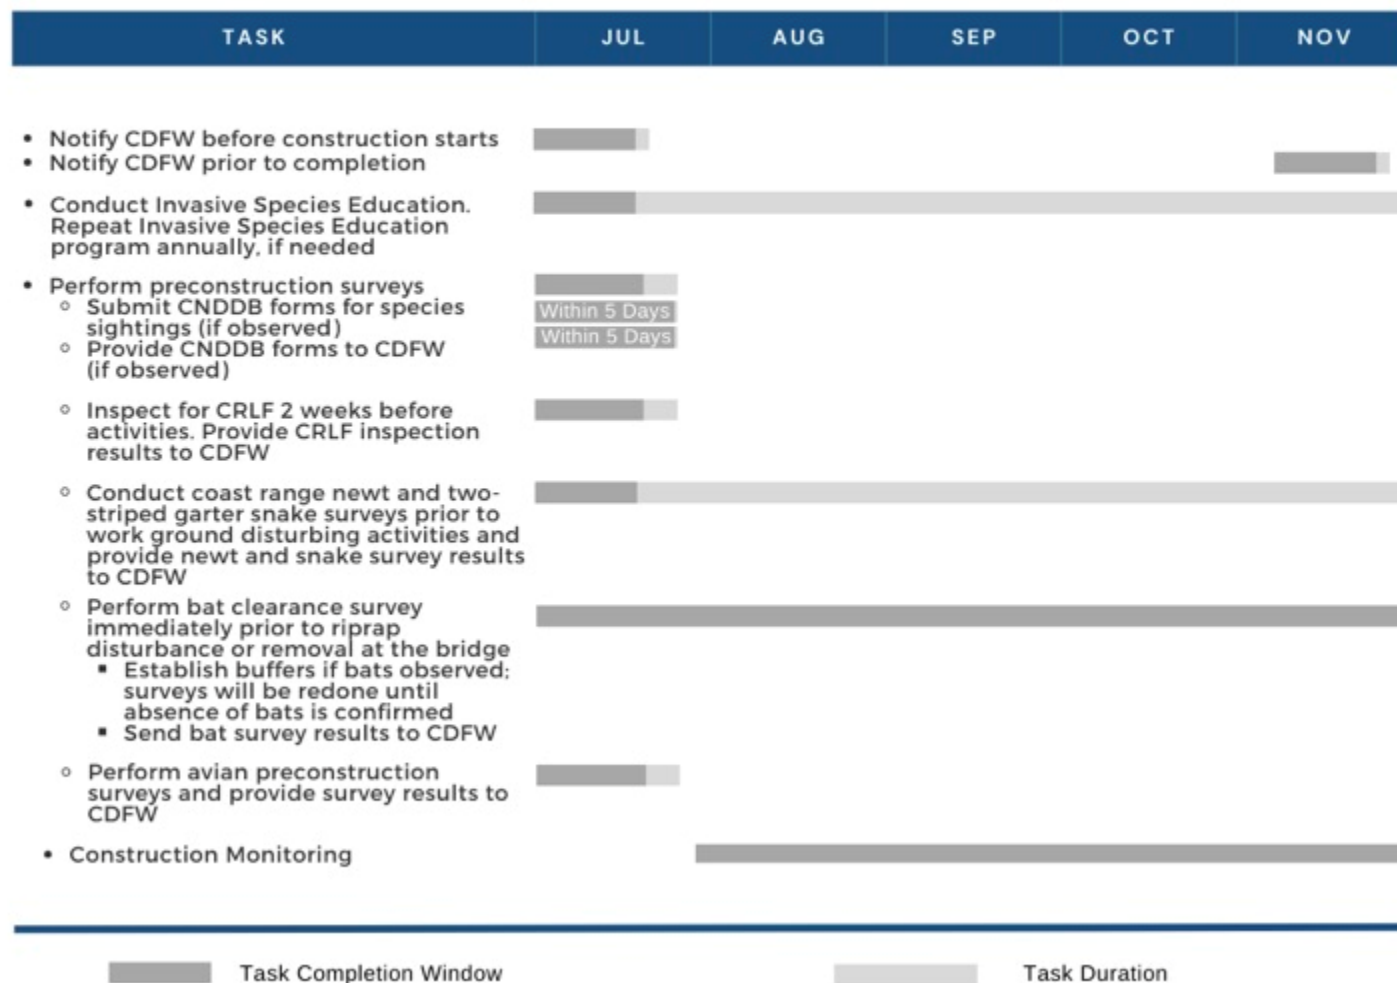 TASK JUL AUG SEP OCT NOV
• Notify CDFW before construction starts
• Notify CDFW prior to completion
• Conduct Invasive Species Education.
Repeat Invasive Species Education
program annually, if needed
• Perform preconstruction surveys
○ Submit CNDDB forms for species
sightings (if observed)
Within 5 Days
○ Provide CNDDB forms to CDFW
(if observed)
Within 5 Days
○ Inspect for CRLF 2 weeks before
activities. Provide CRLF inspection
results to CDFW
○ Conduct coast range newt and two-
striped garter snake surveys prior to
work ground disturbing activities and
provide newt and snake survey results
to CDFW
○ Perform bat clearance survey
immediately prior to riprap
disturbance or removal at the bridge
▪ Establish buffers if bats observed;
surveys will be redone until
absence of bats is confirmed
▪ Send bat survey results to CDFW
○ Perform avian preconstruction
surveys and provide survey results to
CDFW
• Construction Monitoring
Task Completion Window
Task Duration